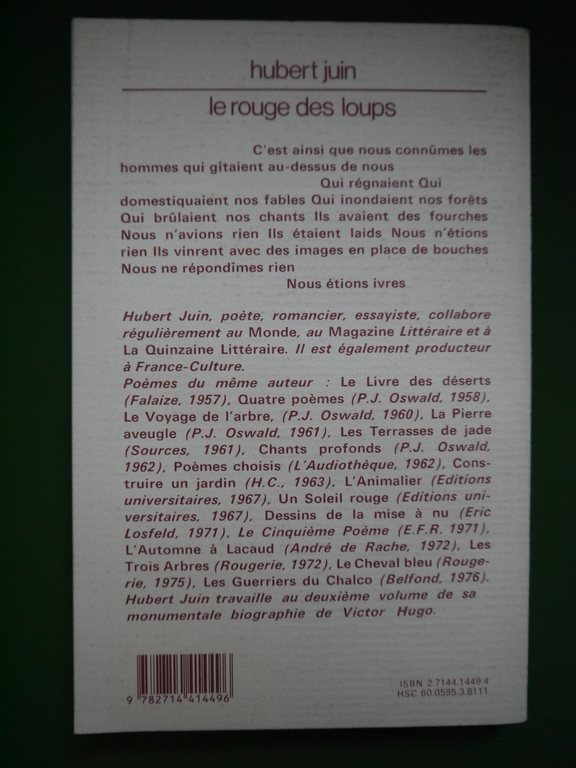 hubert juin
le rouge des loups
C'est ainsi que nous connûmes les
hommes qui gîtaient au-dessus de nous
Qui régnaient Qui
domestiquaient nos fables Qui inondaient nos forêts
Qui brûlaient nos chants Ils avaient des fourches
Nous n'avions rien Ils étaient laids Nous n'étions
rien Ils vinrent avec des images en place de bouches
Nous ne répondîmes rien
Nous étions ivres
Hubert Juin, poète, romancier, essayiste, collabore
régulièrement au Monde, au Magazine Littéraire et à
La Quinzaine Littéraire. Il est également producteur
à France-Culture.
Poèmes du même auteur : Le Livre des déserts
(Falaize, 1957), Quatre poèmes (P.J. Oswald, 1958),
Le Voyage de l'arbre, (P.J. Oswald, 1960), La Pierre
aveugle (P.J. Oswald, 1961), Les Terrasses de jade
(Sources, 1961), Chants profonds (P.J. Oswald,
1962), Poèmes choisis (L'Audiothèque, 1962), Cons-
truire un jardin (H.C., 1963), L'Animalier (Editions
universitaires, 1967), Un Soleil rouge (Editions uni-
versitaires, 1967), Dessins de la mise à nu (Eric
Losfeld, 1971), Le Cinquième Poème (E.F.R. 1971),
L'Automne à Lacaud (André de Rache, 1972), Les
Trois Arbres (Rougerie, 1972), Le Cheval bleu (Rouge-
rie, 1975), Les Guerriers du Chalco (Belfond, 1976).
Hubert Juin travaille au deuxième volume de sa
monumentale biographie de Victor Hugo.
9 782714 414496
ISBN 2.7144.1449.4
HSC 60.0595.3.8111